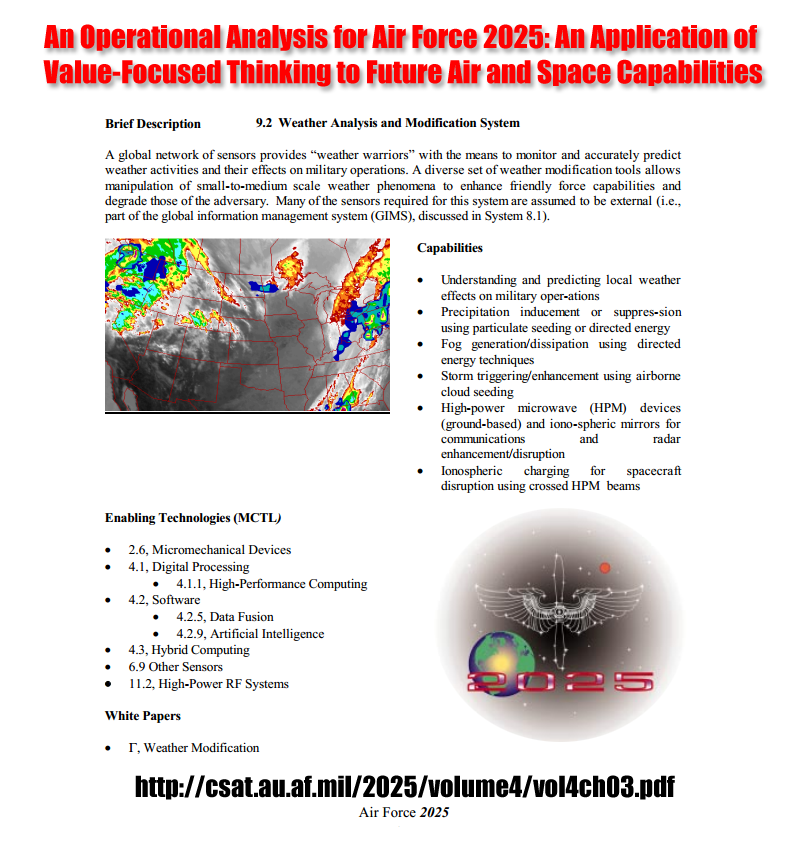 An Operational Analysis for Air Force 2025: An Application of
Value-Focused Thinking to Future Air and Space Capabilities
Brief Description 9.2 Weather Analysis and Modification System
A global network of sensors provides “weather warriors” with the means to monitor and accurately predict
weather activities and their effects on military operations. A diverse set of weather modification tools allows
manipulation of small-to-medium scale weather phenomena to enhance friendly force capabilities and
degrade those of the adversary. Many of the sensors required for this system are assumed to be external (i.e.,
part of the global information management system (GIMS), discussed in System 8.1).
Capabilities
• Understanding and predicting local weather
effects on military oper-ations
• Precipitation inducement or suppres-sion
using particulate seeding or directed energy
• Fog generation/dissipation using directed
energy techniques
• Storm triggering/enhancement using airborne
cloud seeding
• High-power microwave (HPM) devices
(ground-based) and iono-spheric mirrors for
communications and radar
enhancement/disruption
• Ionospheric charging for spacecraft
disruption using crossed HPM beams
Enabling Technologies (MCTL)
• 2.6, Micromechanical Devices
• 4.1, Digital Processing
• 4.1.1, High-Performance Computing
• 4.2, Software
• 4.2.5, Data Fusion
• 4.2.9, Artificial Intelligence
• 4.3, Hybrid Computing
• 6.9 Other Sensors
• 11.2, High-Power RF Systems
2025
White Papers
• Γ, Weather Modification
http://csat.au.af.mil/2025/volume4/vol4ch03.pdf
Air Force 2025